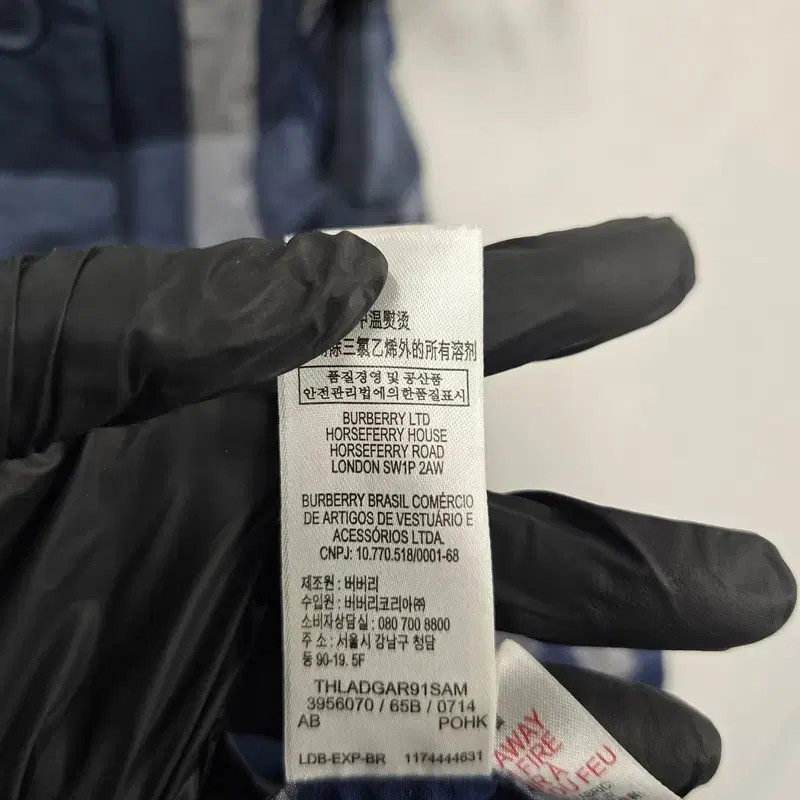 中温熨烫
除三氯乙烯外的所有溶剂
품질경영 및 공산품
안전관리법에의한품질표시
BURBERRY LTD
HORSEFERRY HOUSE
HORSEFERRY ROAD
LONDON SW1P 2AW
BURBERRY BRASIL COMÉRCIO
DE ARTIGOS DE VESTUÁRIO E
ACESSÓRIOS LTDA.
CNPJ: 10.770.518/0001-68
제조원 : 버버리
수입원 : 버버리코리아㈜
소비자상담실 : 080 700 8800
주 소 : 서울시 강남구 청담
동 90-19. 5F
THLADGAR91SAM
3956070 / 65B / 0714
AB POHK
LDB-EXP-BR 1174444631
AWAY
FIRE
DU FEU